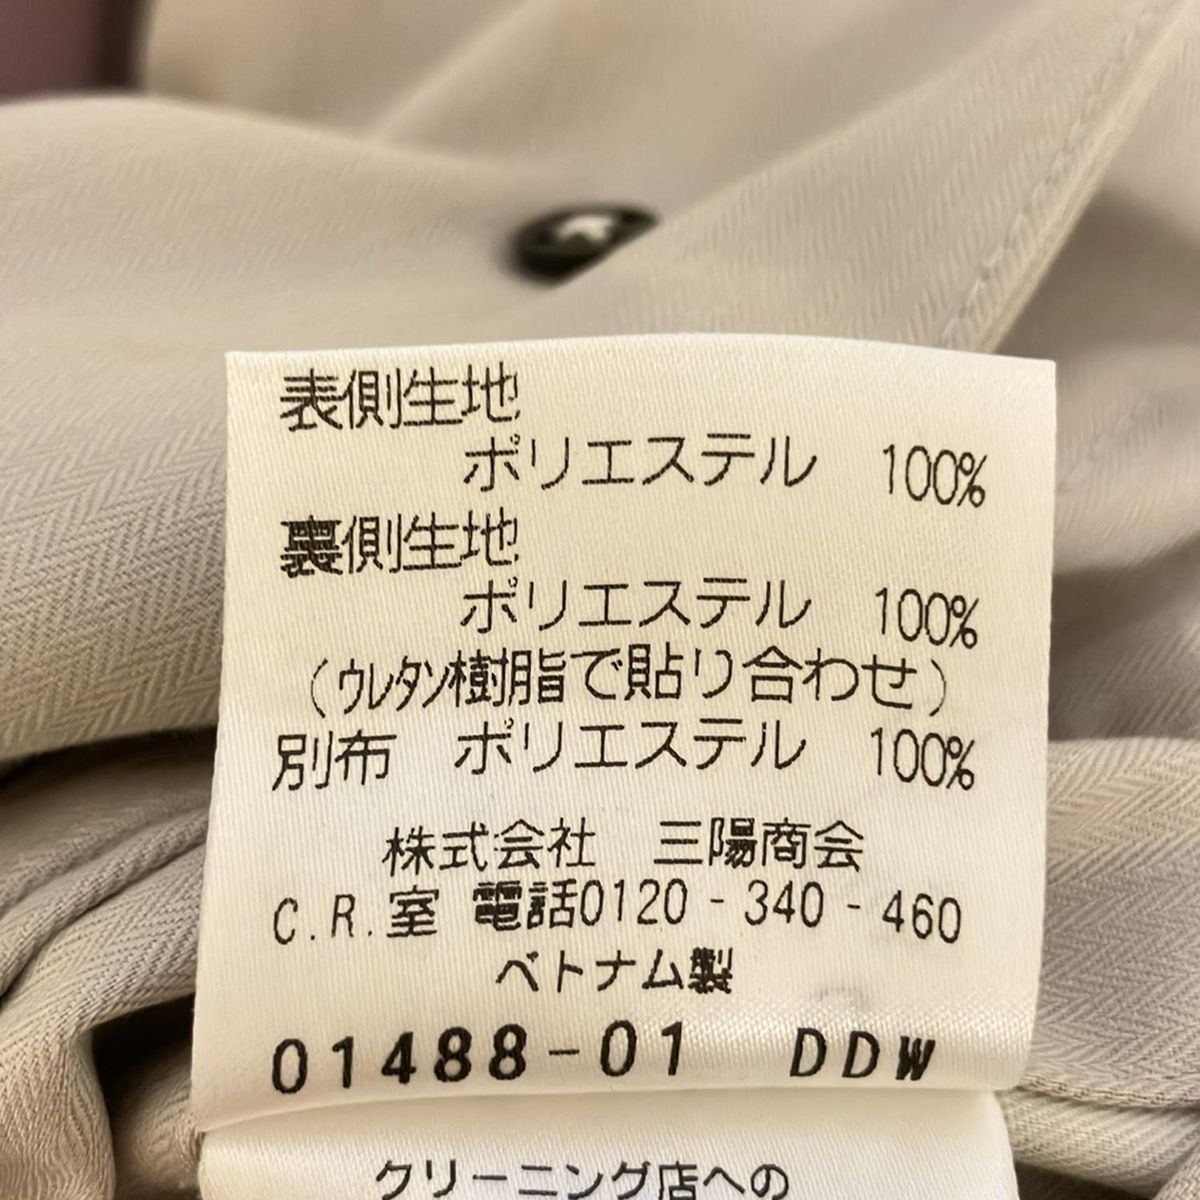 表側生地
ポリエステル 100%
裏側生地
ポリエステル 100%
(ウレタン樹脂で貼り合わせ)
別布 ポリエステル 100%
株式会社 三陽商会
C.R.室 電話0120-340-460
ベトナム製
01488-01 DDW
クリーニング店への